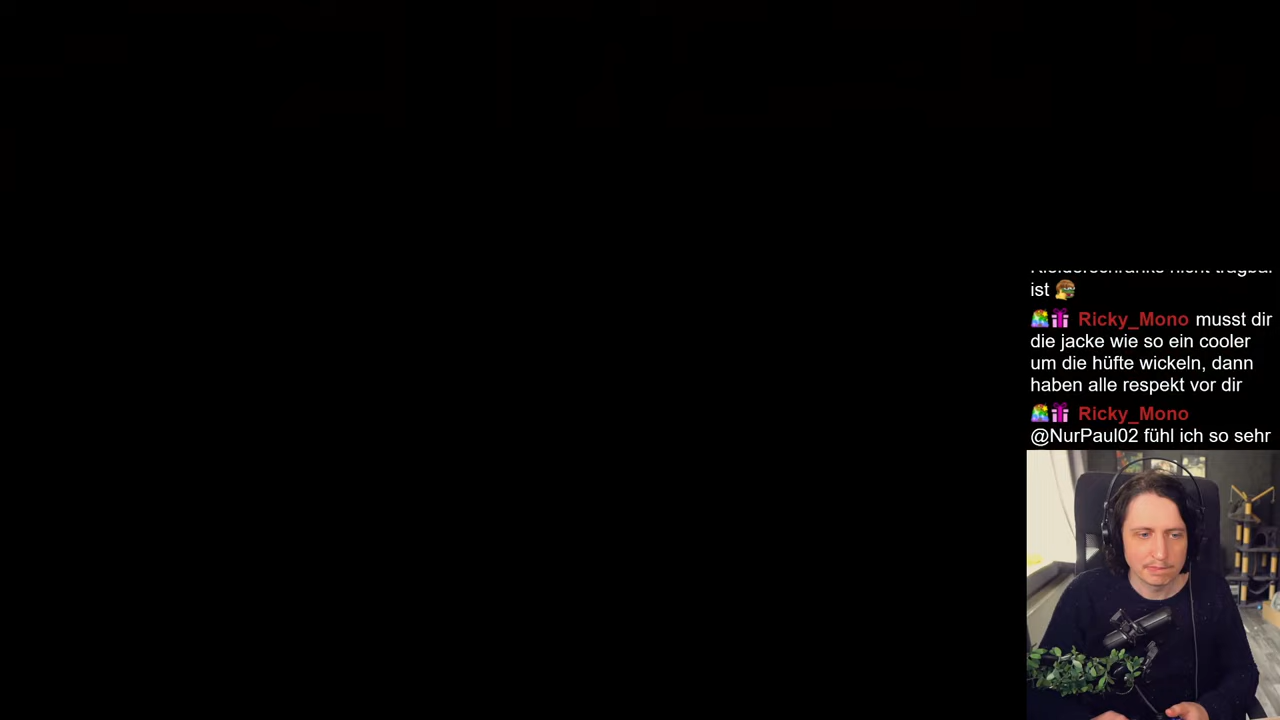 ist
Ricky_Mono musst dir
die jacke wie so ein cooler
um die hüfte wickeln, dann
haben alle respekt vor dir
Ricky_Mono
@NurPaul02 fühl ich so sehr